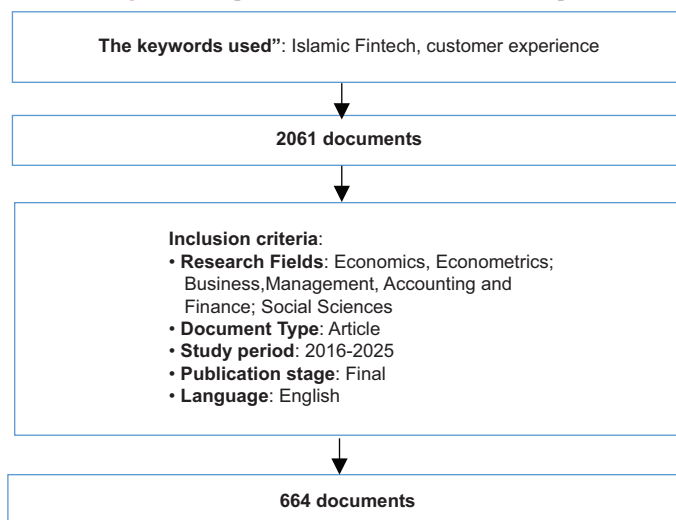 The keywords used”: Islamic Fintech, customer experience
2061 documents
Inclusion criteria:
• Research Fields: Economics, Econometrics;
Business,Management, Accounting and
Finance; Social Sciences
• Document Type: Article
• Study period: 2016-2025
• Publication stage: Final
• Language: English
664 documents